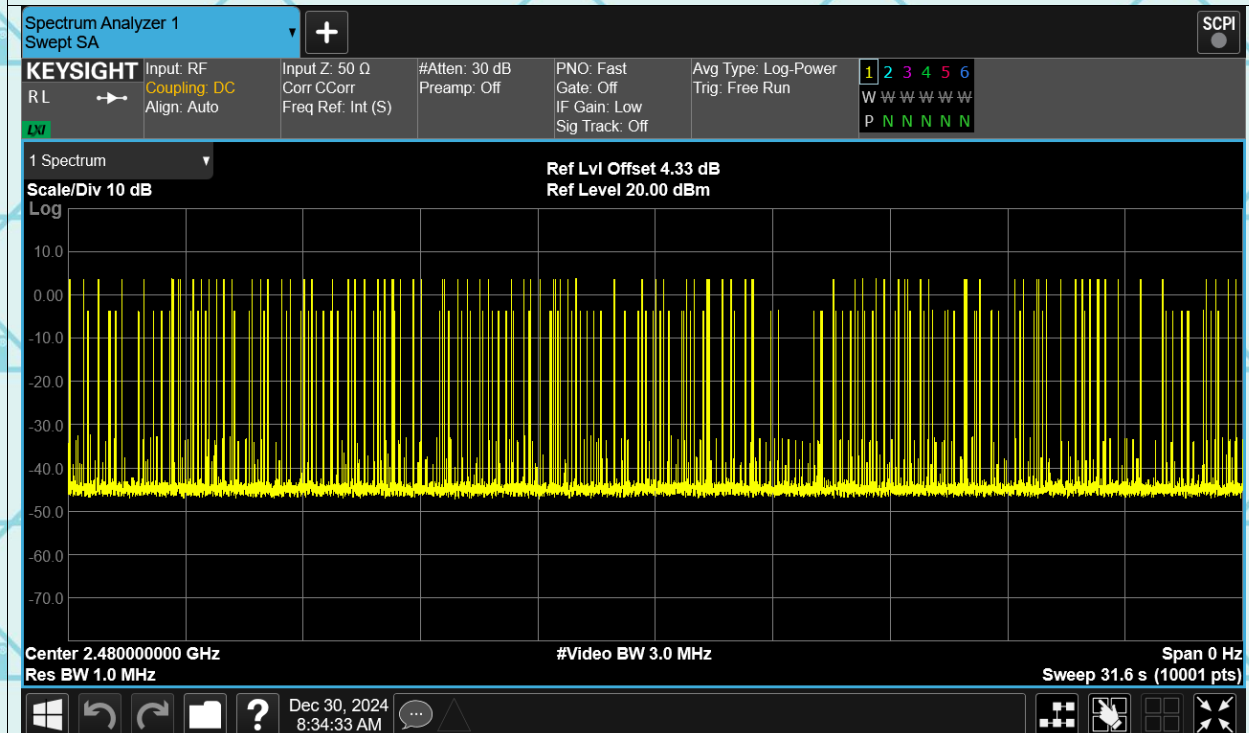 Spectrum Analyzer 1
Swept SA
SCPI
KEYSIGHT
RL
LXI
Input: RF
Coupling: DC
Align: Auto
Input Z: 50 Ω
Corr CCorr
Freq Ref: Int (S)
#Atten: 30 dB
Preamp: Off
PNO: Fast
Gate: Off
IF Gain: Low
Sig Track: Off
Avg Type: Log-Power
Trig: Free Run
1 2 3 4 5 6
W W W W W W
P N N N N N
1 Spectrum
Ref Lvl Offset 4.33 dB
Scale/Div 10 dB
Ref Level 20.00 dBm
Log
10.0
0.00
-10.0
-20.0
-30.0
-40.0
-50.0
-60.0
-70.0
Center 2.480000000 GHz
#Video BW 3.0 MHz
Span 0 Hz
Res BW 1.0 MHz
Sweep 31.6 s (10001 pts)
Dec 30, 2024
8:34:33 AM